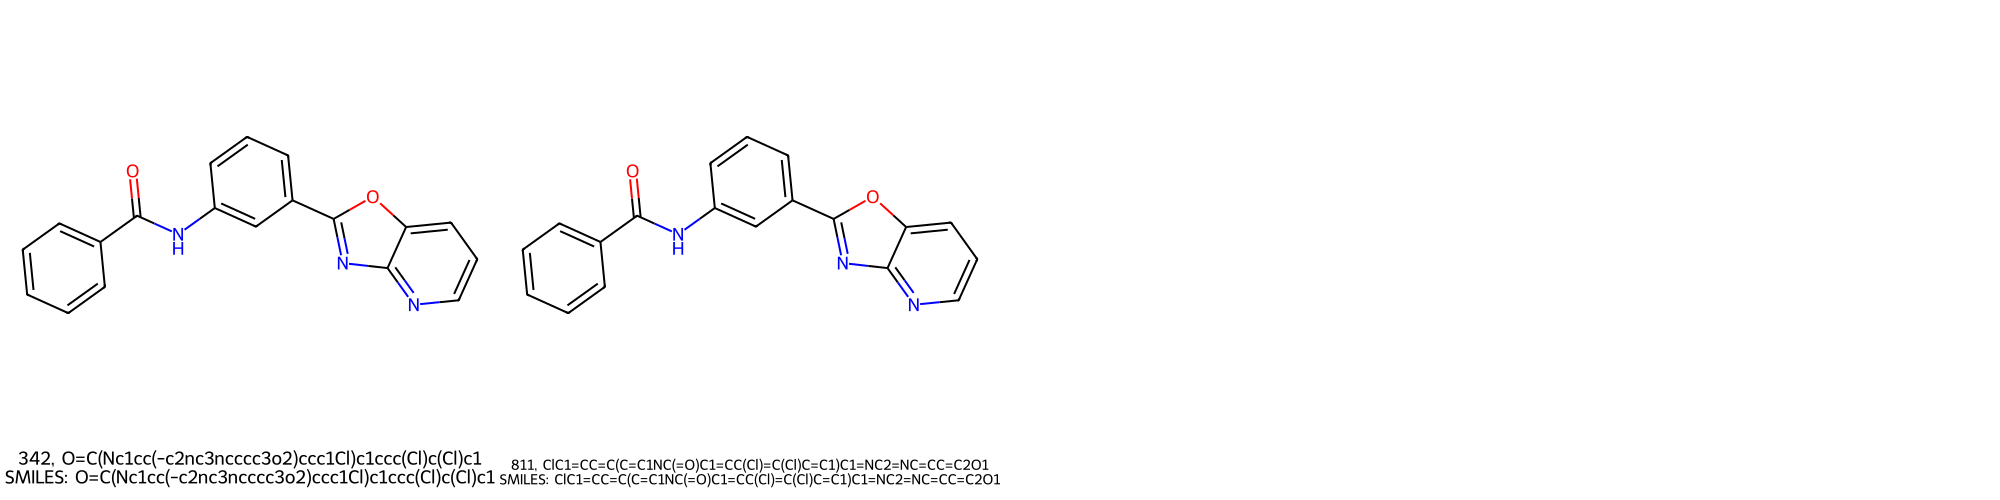 O
N
H
O
N
N
O
N
H
O
N
N
342, O=C(Nc1cc(-c2nc3ncccc3o2)ccc1Cl)c1ccc(Cl)c(Cl)c1
SMILES: O=C(Nc1cc(-c2nc3ncccc3o2)ccc1Cl)c1ccc(Cl)c(Cl)c1
811, ClC1=CC=C(C=C1NC(=O)C1=CC(Cl)=C(Cl)C=C1)C1=NC2=NC=CC=C2O1
SMILES: ClC1=CC=C(C=C1NC(=O)C1=CC(Cl)=C(Cl)C=C1)C1=NC2=NC=CC=C2O1